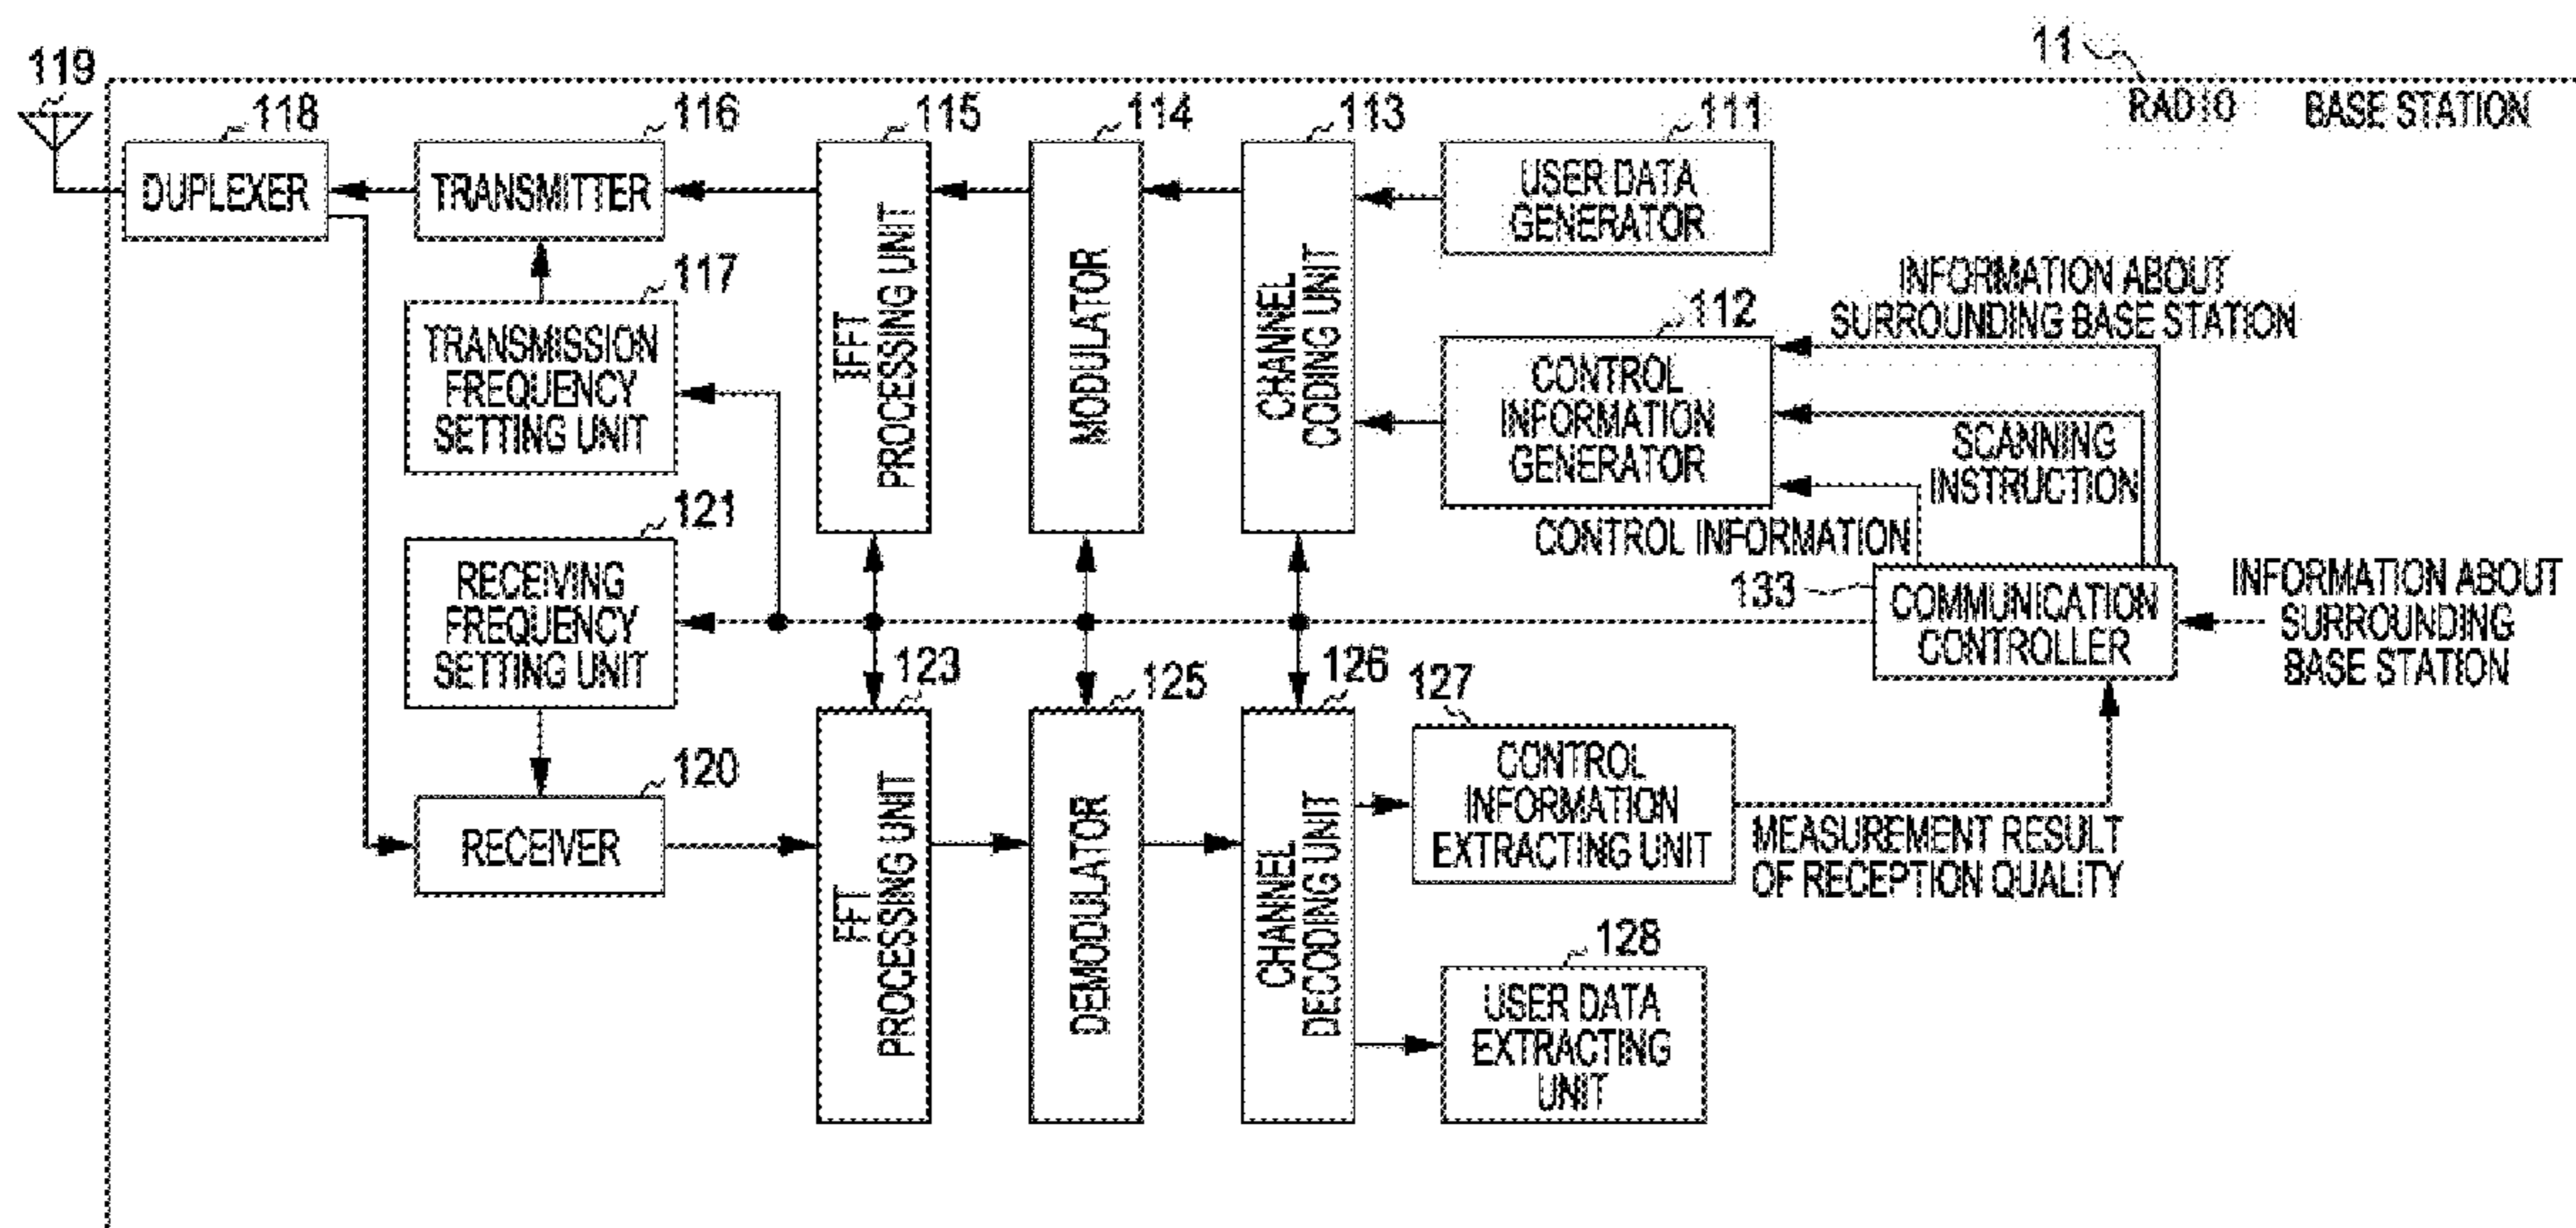 11
RADIO BASE STATION
119
118
116
115
114
113
111
DUPLEXER
TRANSMITTER
IFFT
PROCESSING UNIT
MODULATOR
CHANNEL
CODING UNIT
USER DATA
GENERATOR
117
TRANSMISSION
FREQUENCY
SETTING UNIT
112
CONTROL
INFORMATION
GENERATOR
INFORMATION ABOUT
SURROUNDING BASE STATION
SCANNING
INSTRUCTION
CONTROL INFORMATION
121
RECEIVING
FREQUENCY
SETTING UNIT
133
COMMUNICATION
CONTROLLER
INFORMATION ABOUT
SURROUNDING
BASE STATION
123
125
126
127
120
RECEIVER
FFT
PROCESSING UNIT
DEMODULATOR
CHANNEL
DECODING UNIT
CONTROL
INFORMATION
EXTRACTING UNIT
MEASUREMENT RESULT
OF RECEPTION QUALITY
128
USER DATA
EXTRACTING
UNIT